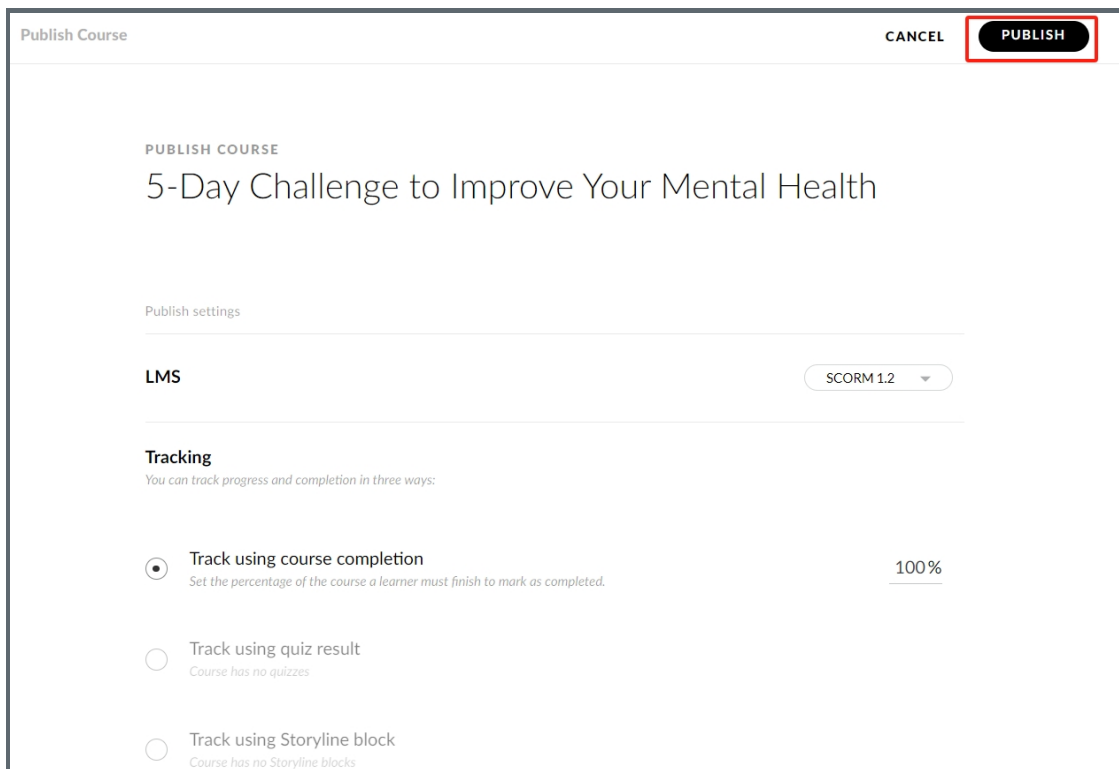 Publish Course
CANCEL
PUBLISH
PUBLISH COURSE
5-Day Challenge to Improve Your Mental Health
Publish settings
LMS
SCORM 1.2
Tracking
You can track progress and completion in three ways:
Track using course completion
100 %
Set the percentage of the course a learner must finish to mark as completed.
Track using quiz result
Course has no quizzes
Track using Storyline block
Course has no Storyline blocks